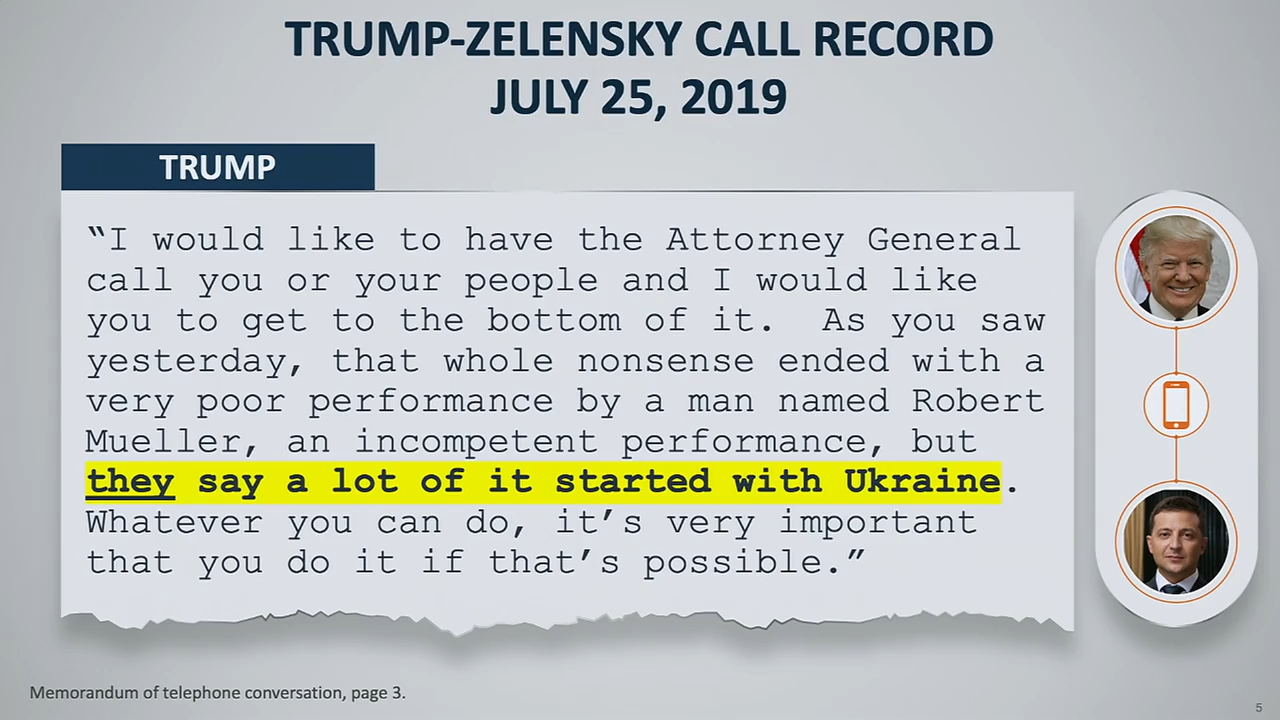 TRUMP-ZELENSKY CALL RECORD
JULY 25, 2019
TRUMP
“I would like to have the Attorney General
call you or your people and I would like
you to get to the bottom of it.  As you saw
yesterday, that whole nonsense ended with a
very poor performance by a man named Robert
Mueller, an incompetent performance, but
they say a lot of it started with Ukraine.
Whatever you can do, it’s very important
that you do it if that’s possible.”
Memorandum of telephone conversation, page 3.
5